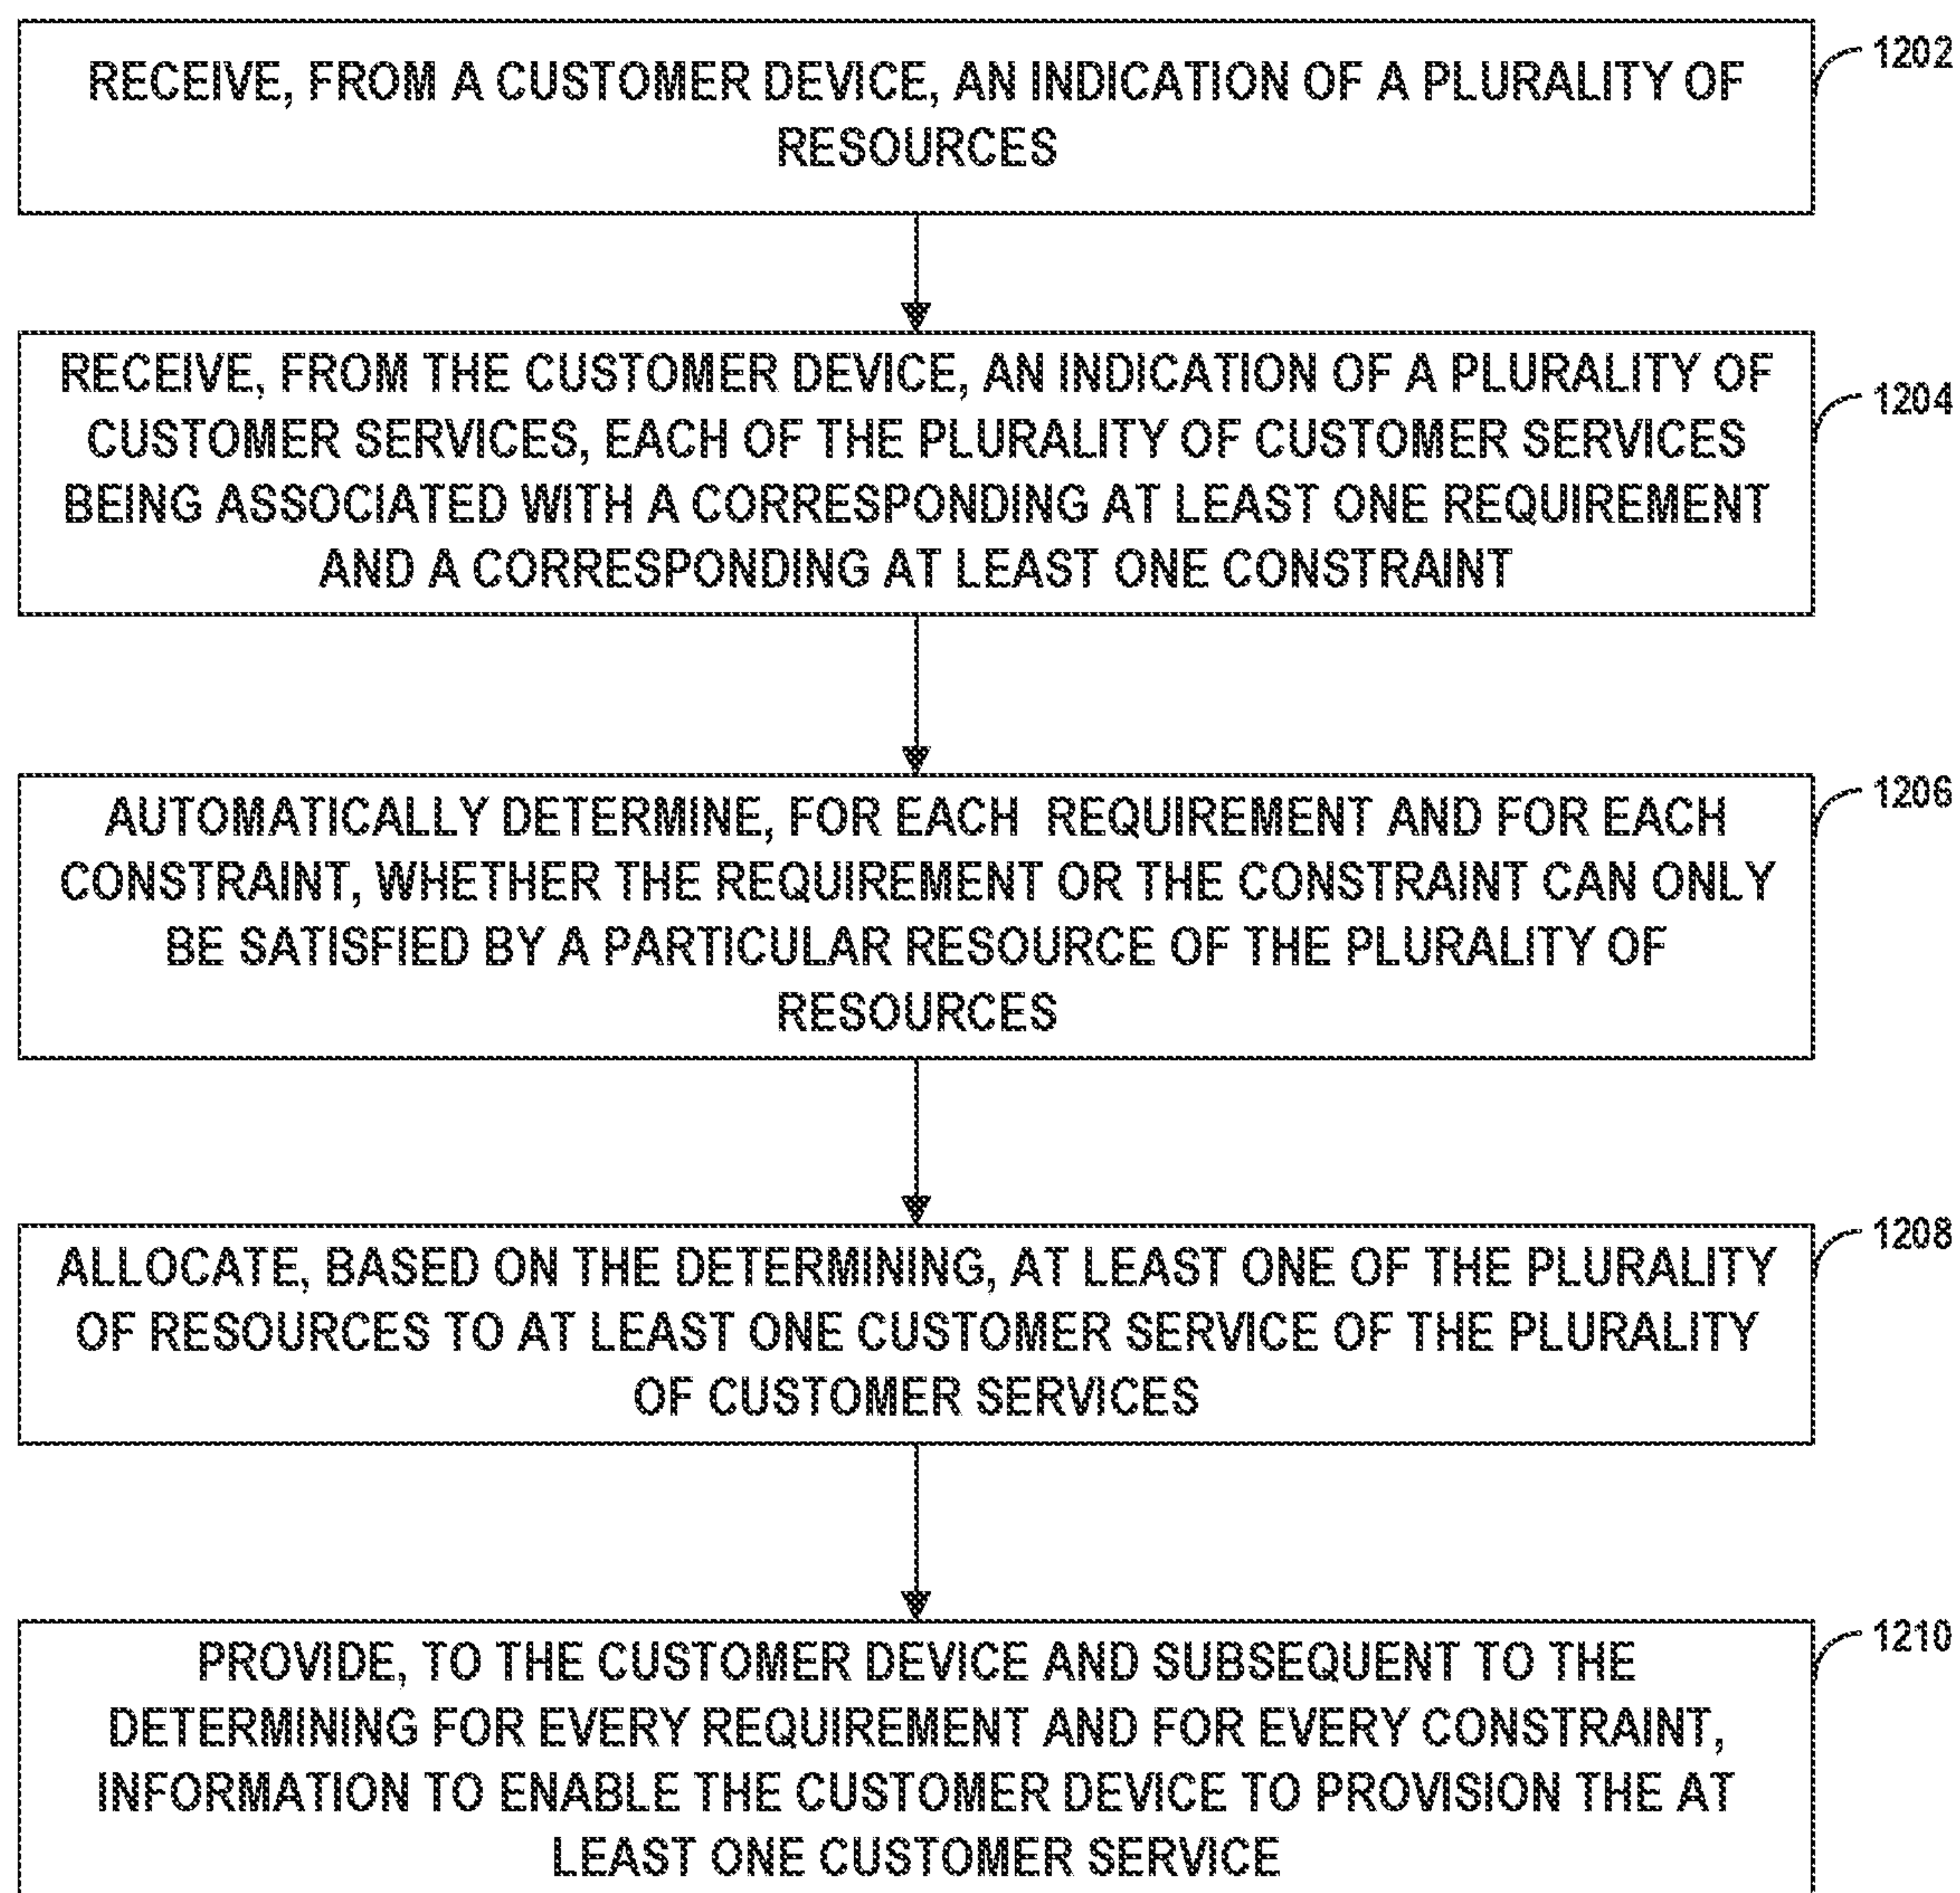 RECEIVE, FROM A CUSTOMER DEVICE, AN INDICATION OF A PLURALITY OF
RESOURCES
1202
RECEIVE, FROM THE CUSTOMER DEVICE, AN INDICATION OF A PLURALITY OF
CUSTOMER SERVICES, EACH OF THE PLURALITY OF CUSTOMER SERVICES
BEING ASSOCIATED WITH A CORRESPONDING AT LEAST ONE REQUIREMENT
AND A CORRESPONDING AT LEAST ONE CONSTRAINT
1204
AUTOMATICALLY DETERMINE, FOR EACH REQUIREMENT AND FOR EACH
CONSTRAINT, WHETHER THE REQUIREMENT OR THE CONSTRAINT CAN ONLY
BE SATISFIED BY A PARTICULAR RESOURCE OF THE PLURALITY OF
RESOURCES
1206
ALLOCATE, BASED ON THE DETERMINING, AT LEAST ONE OF THE PLURALITY
OF RESOURCES TO AT LEAST ONE CUSTOMER SERVICE OF THE PLURALITY
OF CUSTOMER SERVICES
1208
PROVIDE, TO THE CUSTOMER DEVICE AND SUBSEQUENT TO THE
DETERMINING FOR EVERY REQUIREMENT AND FOR EVERY CONSTRAINT,
INFORMATION TO ENABLE THE CUSTOMER DEVICE TO PROVISION THE AT
LEAST ONE CUSTOMER SERVICE
1210